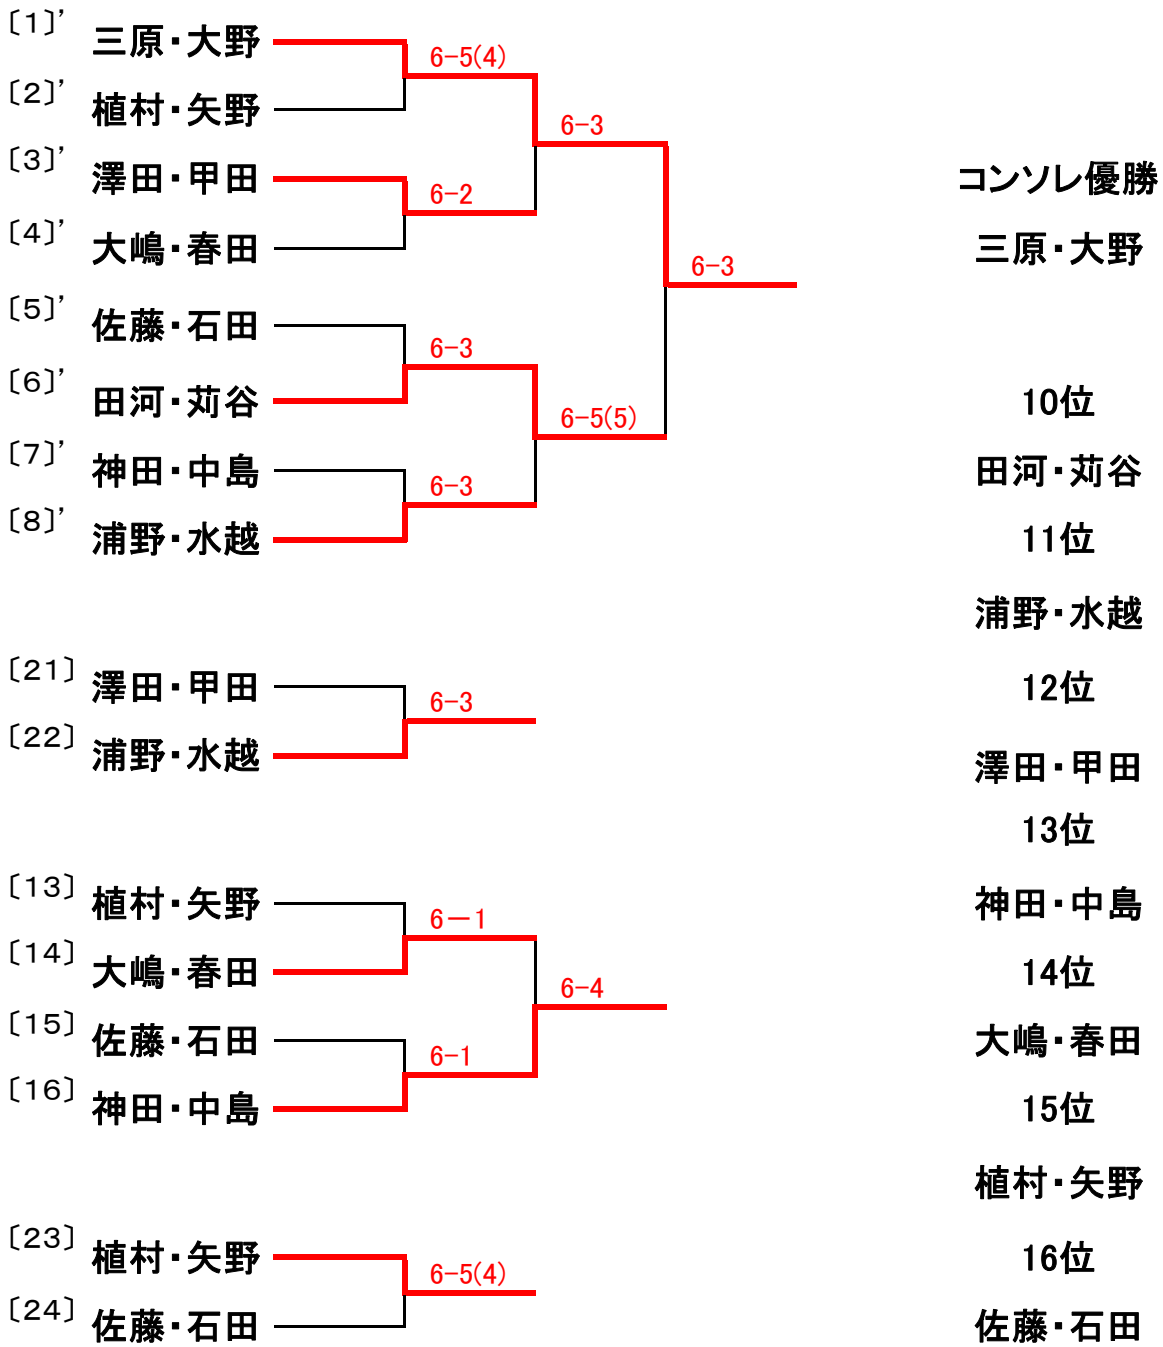 〔1〕’ 三原・大野
6-5(4)
〔2〕’ 植村・矢野
6-3
〔3〕’ 澤田・甲田
6-2
コンソレ優勝
〔4〕’ 大嶋・春田
三原・大野
6-3
〔5〕’ 佐藤・石田
6-3
〔6〕’ 田河・苅谷
10位
6-5(5)
〔7〕’ 神田・中島
田河・苅谷
6-3
〔8〕’ 浦野・水越
11位
浦野・水越
〔21〕 澤田・甲田
12位
6-3
〔22〕 浦野・水越
澤田・甲田
13位
〔13〕 植村・矢野
神田・中島
6ー1
〔14〕 大嶋・春田
14位
6-4
〔15〕 佐藤・石田
大嶋・春田
6-1
〔16〕 神田・中島
15位
植村・矢野
〔23〕 植村・矢野
16位
6-5(4)
〔24〕 佐藤・石田
佐藤・石田